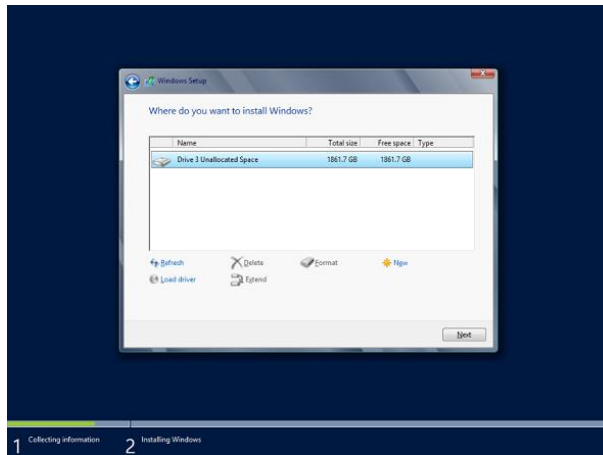 Windows Setup
Where do you want to install Windows?
Name Total size Free space Type
Drive 3 Unallocated Space 1861.7 GB 1861.7 GB
Refresh Delete Format New
Load driver Extend
Next
1 Collecting information 2 Installing Windows